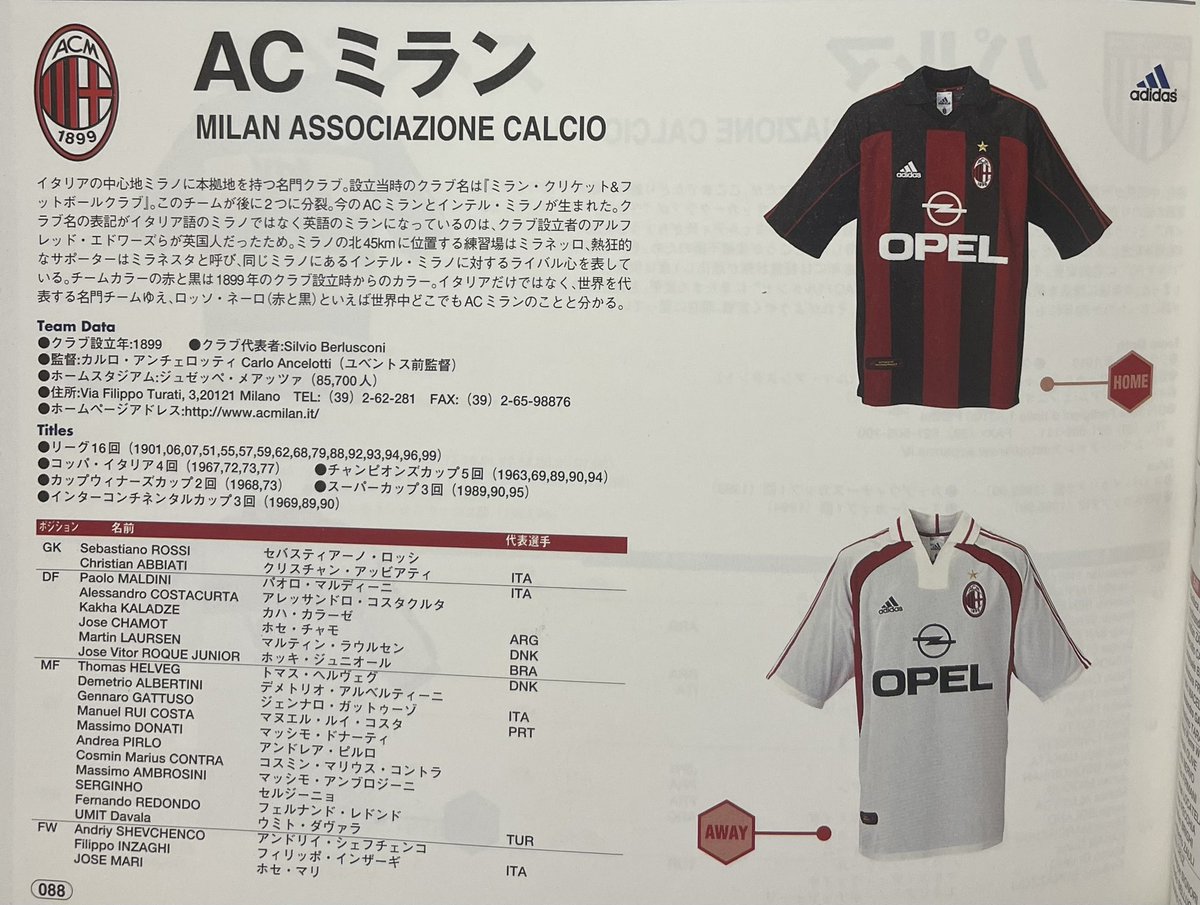 ACM
1899
AC ミラン
MILAN ASSOCIAZIONE CALCIO
イタリアの中心地ミラノに本拠地を持つ名門クラブ。設立当時のクラブ名は『ミラン・クリケット&フ
ットボールクラブ』。このチームが後に2つに分裂。今のACミランとインテル・ミラノが生まれた。ク
ラブ名の表記がイタリア語のミラノではなく英語のミランになっているのは、クラブ設立者のアルフ
レッド・エドワーズらが英国人だったため。ミラノの北45kmに位置する練習場はミラネッロ、熱狂的
なサポーターはミラネスタと呼び、同じミラノにあるインテル・ミラノに対するライバル心を表して
いる。チームカラーの赤と黒は1899年のクラブ設立時からのカラー。イタリアだけではなく、世界を代
表する名門チームゆえ、ロッソ・ネーロ(赤と黒)といえば世界中どこでもACミランのことと分かる。
Team Data
●クラブ設立年:1899 ●クラブ代表者:Silvio Berlusconi
●監督:カルロ・アンチェロッティ Carlo Ancelotti(ユベントス前監督)
●ホームスタジアム:ジュゼッペ・メアッツァ(85,700人)
●住所:Via Filippo Turati, 3,20121 Milano TEL:(39)2-62-281 FAX:(39)2-65-98876
●ホームページアドレス:http://www.acmilan.it/
Titles
●リーグ16回(1901,06,07,51,55,57,59,62,68,79,88,92,93,94,96,99)
●コッパ・イタリア4回(1967,72,73,77) ●チャンピオンズカップ5回(1963,69,89,90,94)
●カップウィナーズカップ2回(1968,73) ●スーパーカップ3回(1989,90,95)
●インターコンチネンタルカップ3回(1969,89,90)
ポジション 名前 代表選手
GK Sebastiano ROSSI セバスティアーノ・ロッシ
Christian ABBIATI クリスチャン・アッビアティ ITA
DF Paolo MALDINI パオロ・マルディーニ ITA
Alessandro COSTACURTA アレッサンドロ・コスタクルタ
Kakha KALADZE カハ・カラーゼ
Jose CHAMOT ホセ・チャモ ARG
Martin LAURSEN マルティン・ラウルセン DNK
Jose Vitor ROQUE JUNIOR ホッキ・ジュニオール BRA
MF Thomas HELVEG トマス・ヘルヴェグ DNK
Demetrio ALBERTINI デメトリオ・アルベルティーニ
Gennaro GATTUSO ジェンナロ・ガットゥーゾ ITA
Manuel RUI COSTA マヌエル・ルイ・コスタ PRT
Massimo DONATI マッシモ・ドナーティ
Andrea PIRLO アンドレア・ピルロ
Cosmin Marius CONTRA コスミン・マリウス・コントラ
Massimo AMBROSINI マッシモ・アンブロジーニ
SERGINHO セルジーニョ
Fernando REDONDO フェルナンド・レドンド
UMIT Davala ウミト・ダヴァラ TUR
FW Andriy SHEVCHENCO アンドリイ・シェフチェンコ
Filippo INZAGHI フィリッポ・インザーギ ITA
JOSE MARI ホセ・マリ
088
adidas
adidas
OPEL
HOME
adidas
OPEL
AWAY